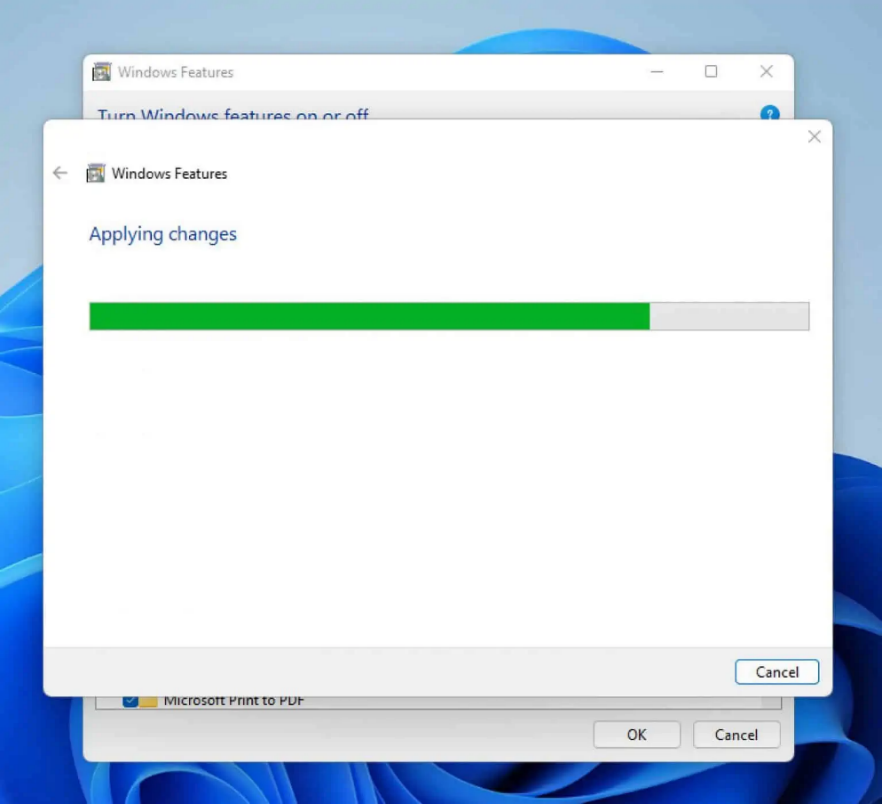 Windows Features
Turn Windows features on or off
?
Windows Features
Applying changes
Cancel
Microsoft Print to PDF
OK
Cancel